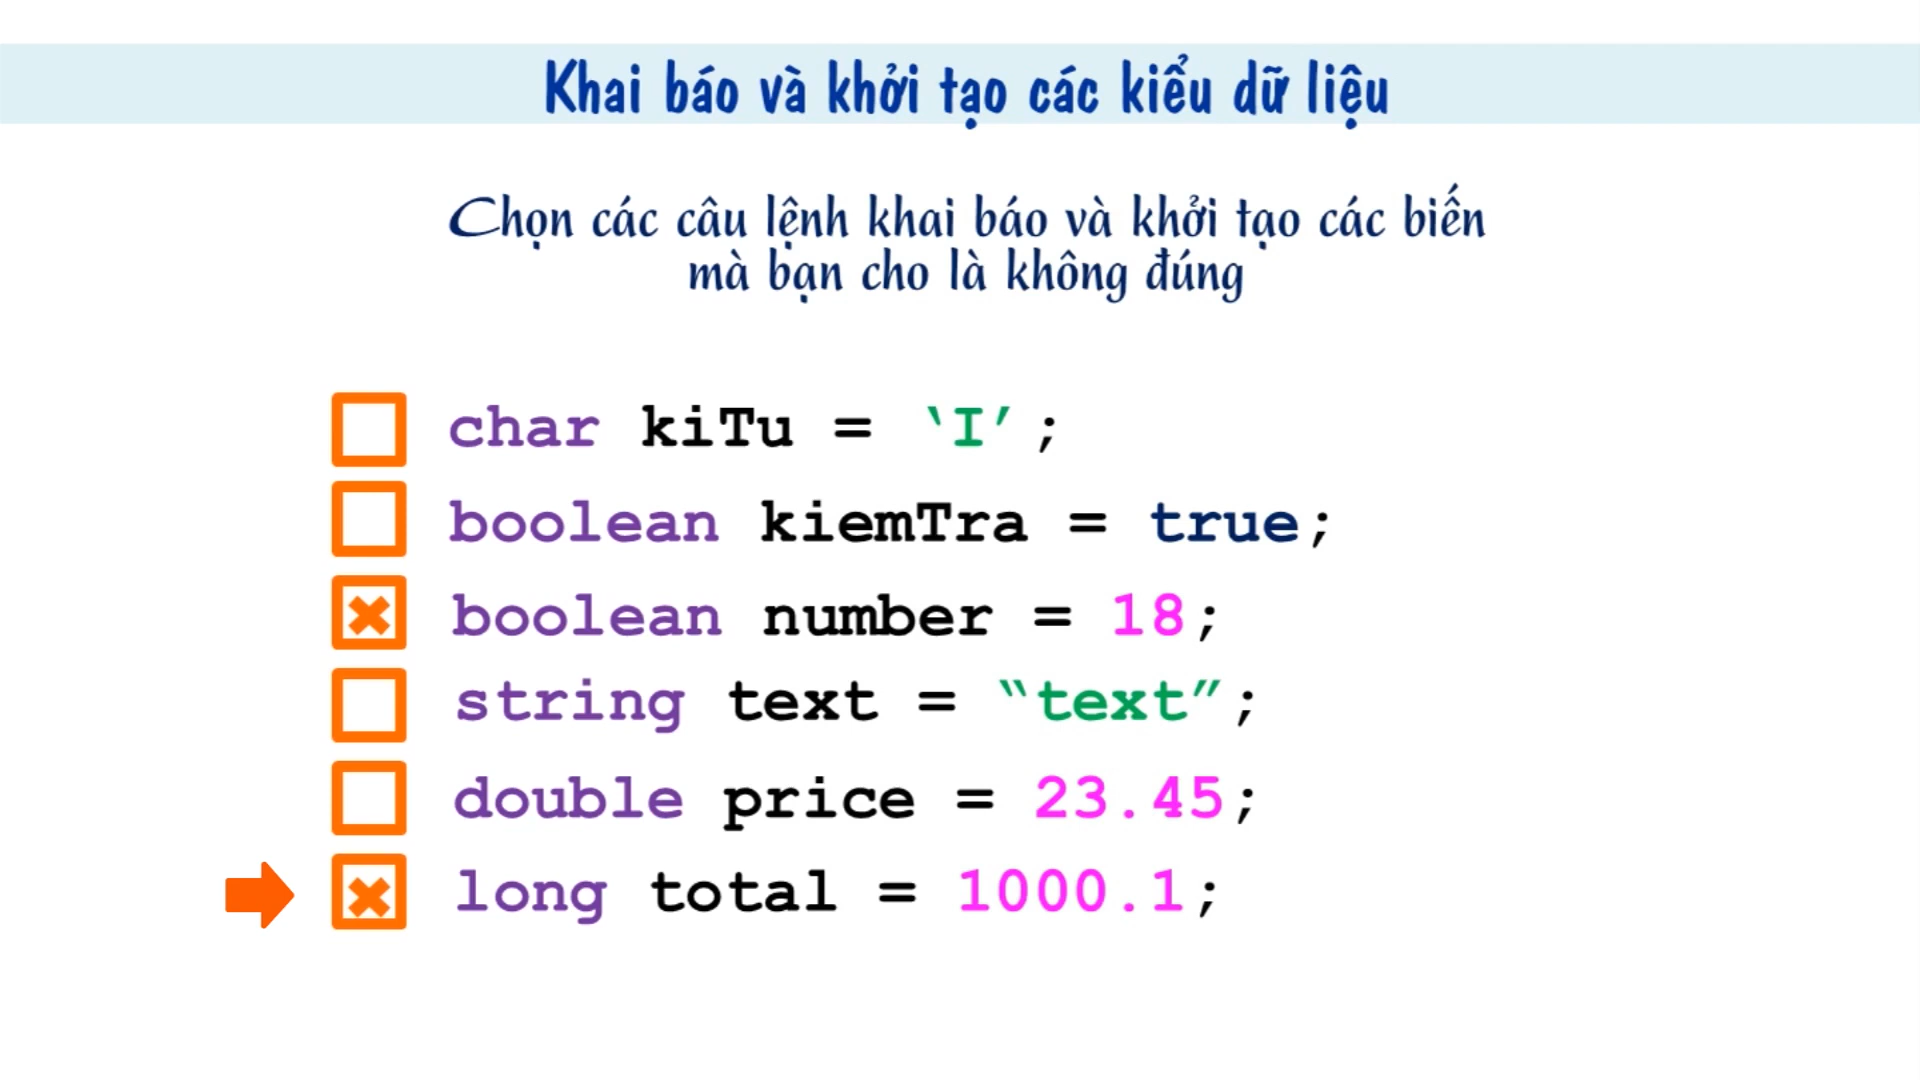 Khai báo và khởi tạo các kiểu dữ liệu
Chọn các câu lệnh khai báo và khởi tạo các biến
mà bạn cho là không đúng
char kiTu = ‘I’;
boolean kiemTra = true;
boolean number = 18;
string text = “text”;
double price = 23.45;
long total = 1000.1;